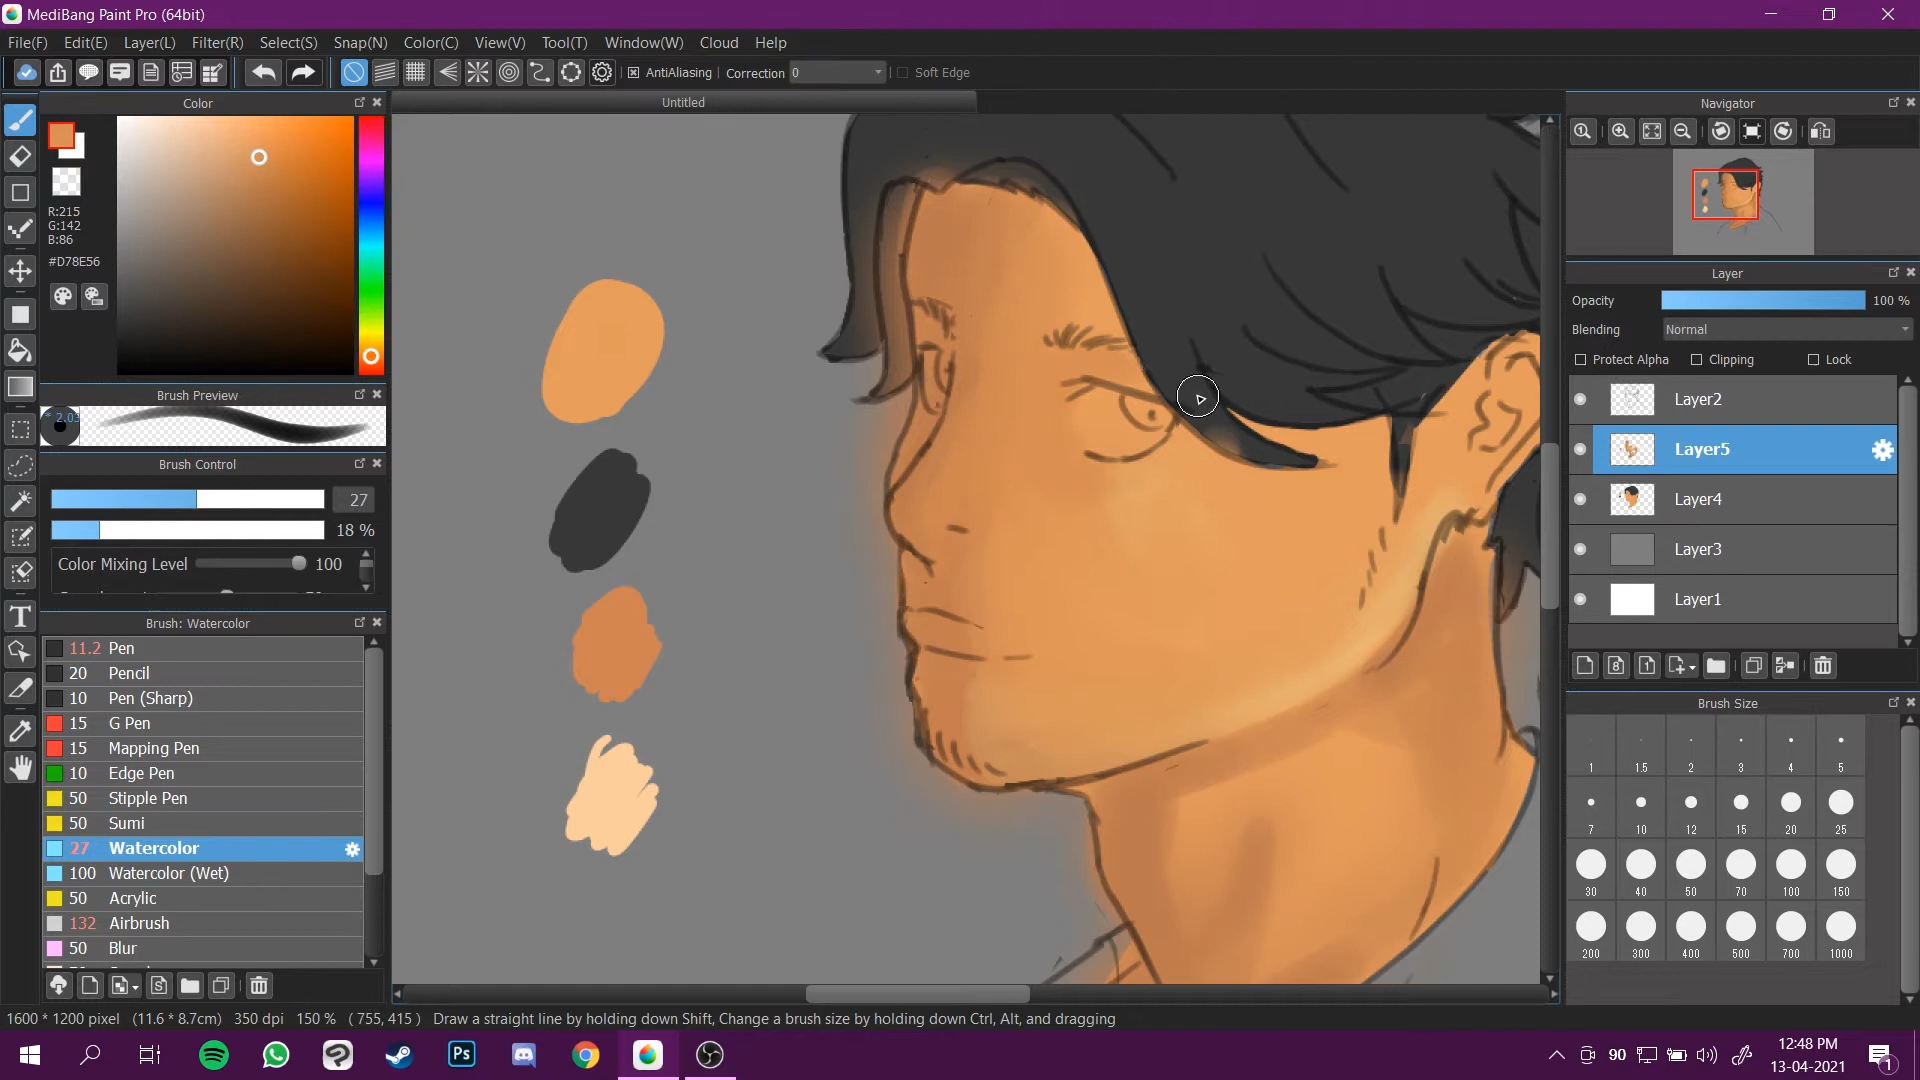 MediBang Paint Pro (64bit)
File(F) Edit(E) Layer(L) Filter(R) Select(S) Snap(N) Color(C) View(V) Tool(T) Window(W) Cloud Help
AntiAliasing Correction 0 Soft Edge
Color
Untitled
Navigator
R:215
G:142
B:86
#D78E56
Brush Preview
* 2.03
Brush Control
27
18 %
Color Mixing Level 100
Brush: Watercolor
11.2 Pen
20 Pencil
10 Pen (Sharp)
15 G Pen
15 Mapping Pen
10 Edge Pen
50 Stipple Pen
50 Sumi
27 Watercolor
100 Watercolor (Wet)
50 Acrylic
132 Airbrush
50 Blur
Layer
Opacity 100 %
Blending Normal
Protect Alpha Clipping Lock
Layer2
Layer5
Layer4
Layer3
Layer1
Brush Size
1 1.5 2 3 4 5
7 10 12 15 20 25
30 40 50 70 100 150
200 300 400 500 700 1000
1600 * 1200 pixel (11.6 * 8.7cm) 350 dpi 150 % ( 755, 415 ) Draw a straight line by holding down Shift, Change a brush size by holding down Ctrl, Alt, and dragging
Ps
90
12:48 PM
13-04-2021
1